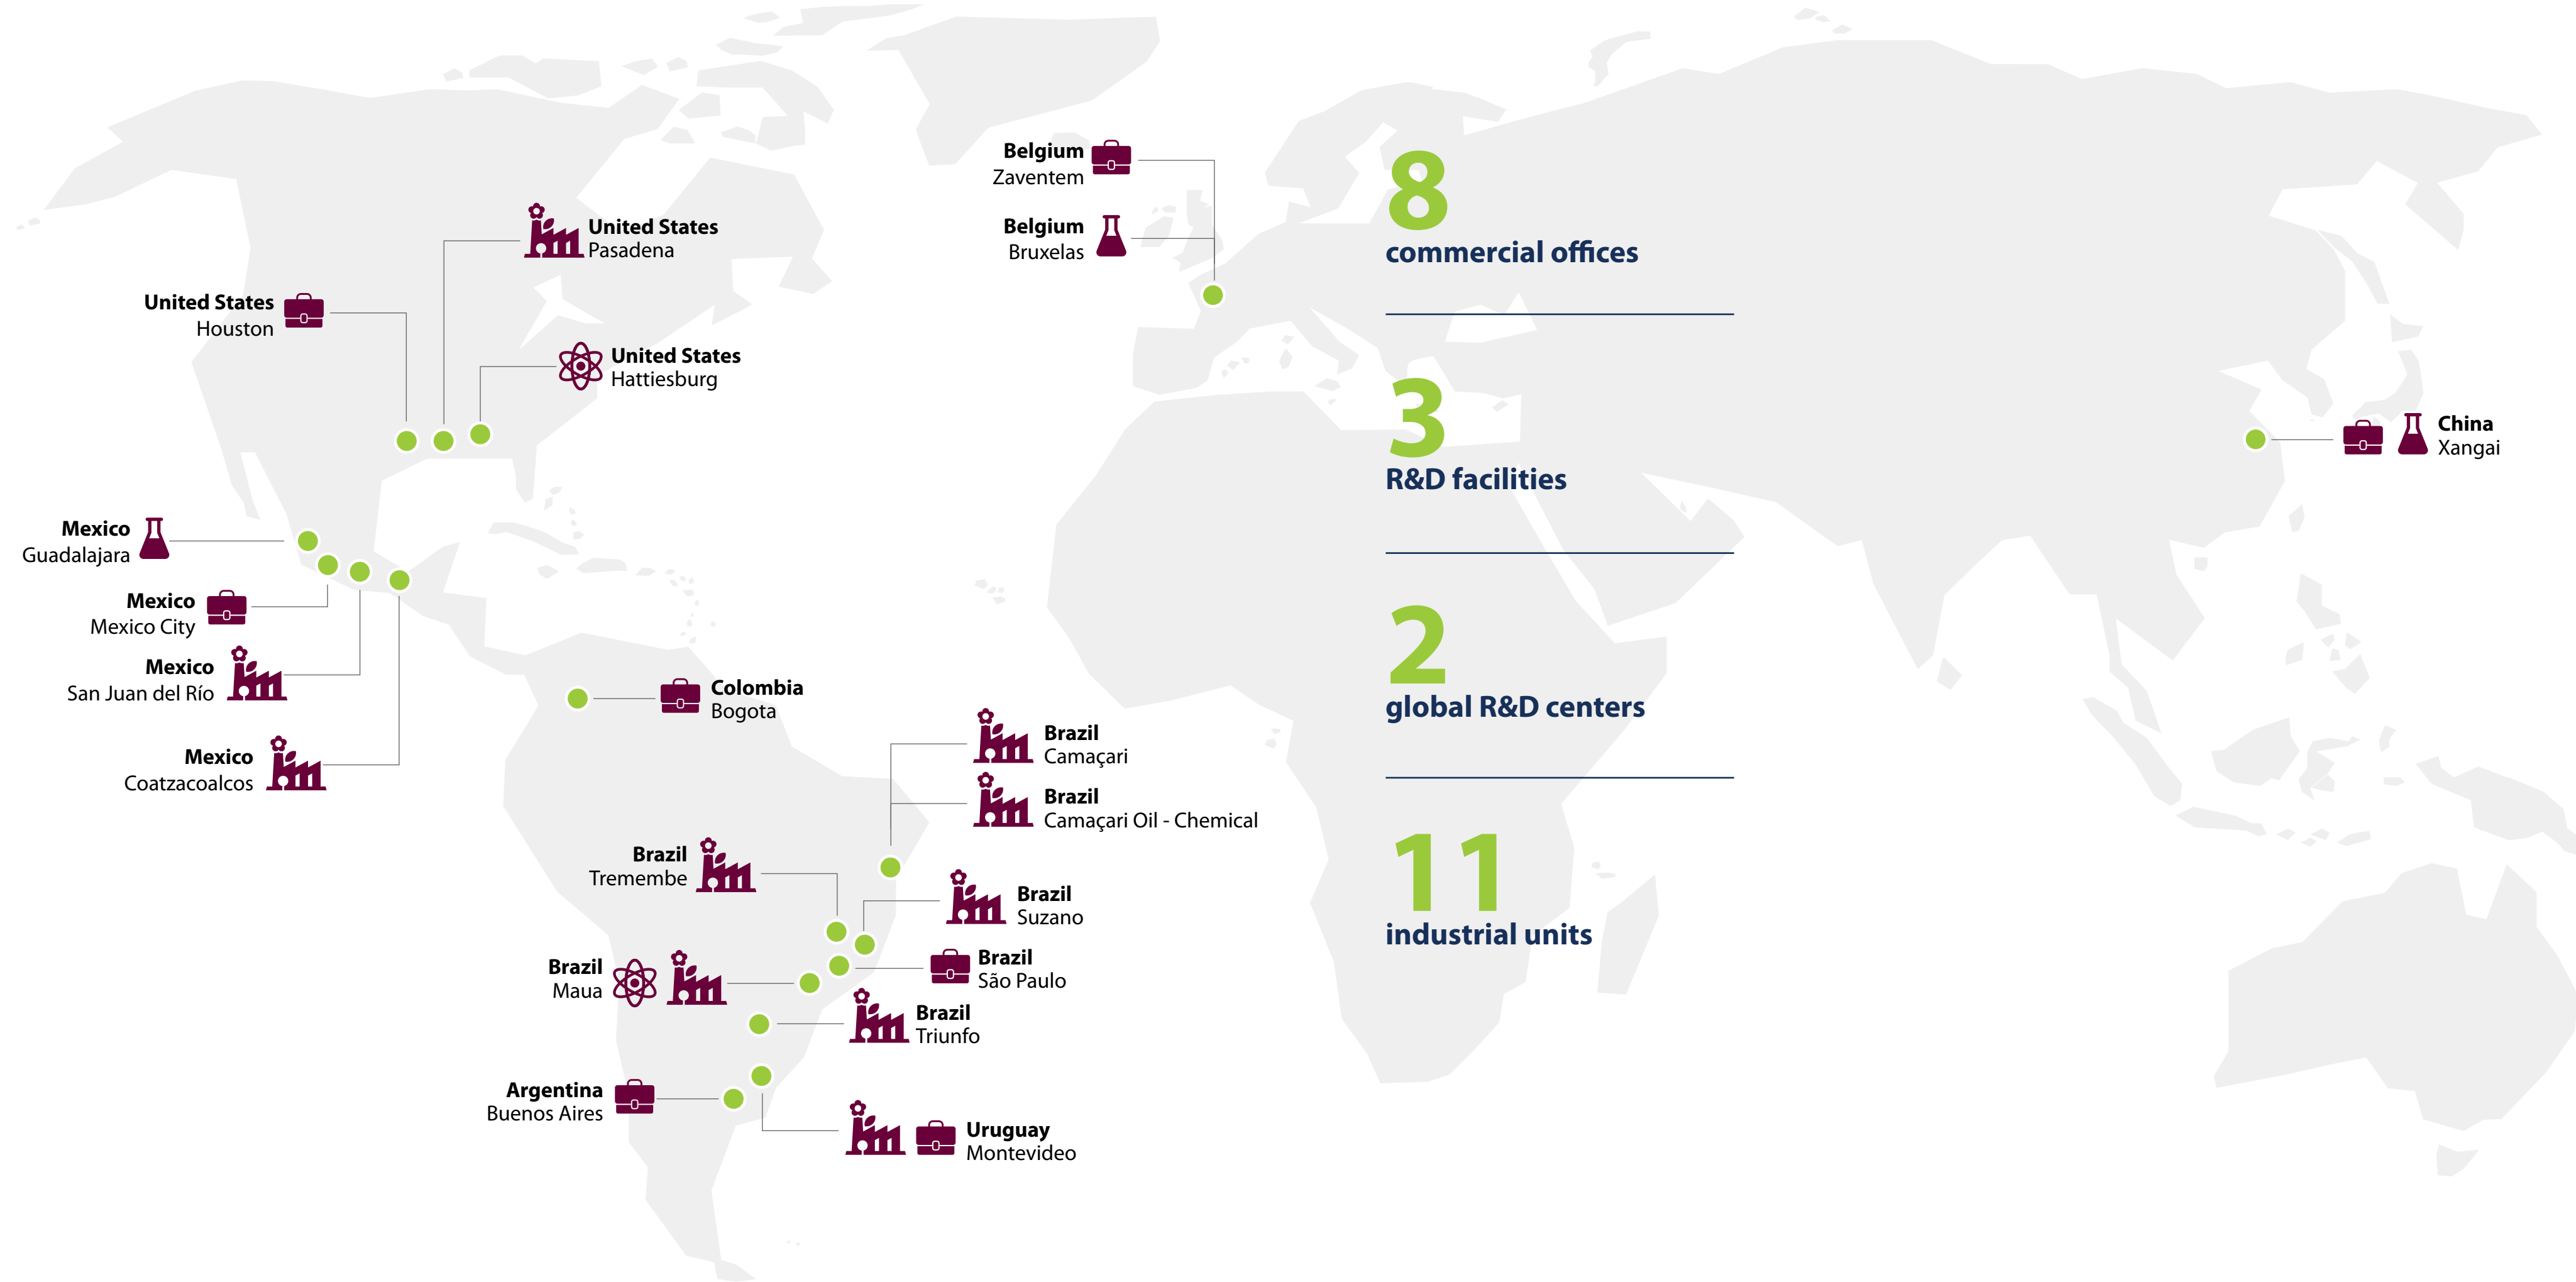 Belgium
Zaventem
Belgium
Bruxelas
United States
Pasadena
United States
Houston
United States
Hattiesburg
Mexico
Guadalajara
Mexico
Mexico City
Mexico
San Juan del Río
Mexico
Coatzacoalcos
Colombia
Bogota
Brazil
Camaçari
Brazil
Camaçari Oil - Chemical
Brazil
Tremembe
Brazil
Suzano
Brazil
São Paulo
Brazil
Maua
Brazil
Triunfo
Argentina
Buenos Aires
Uruguay
Montevideo
8
commercial offices
3
R&D facilities
2
global R&D centers
11
industrial units
China
Xangai